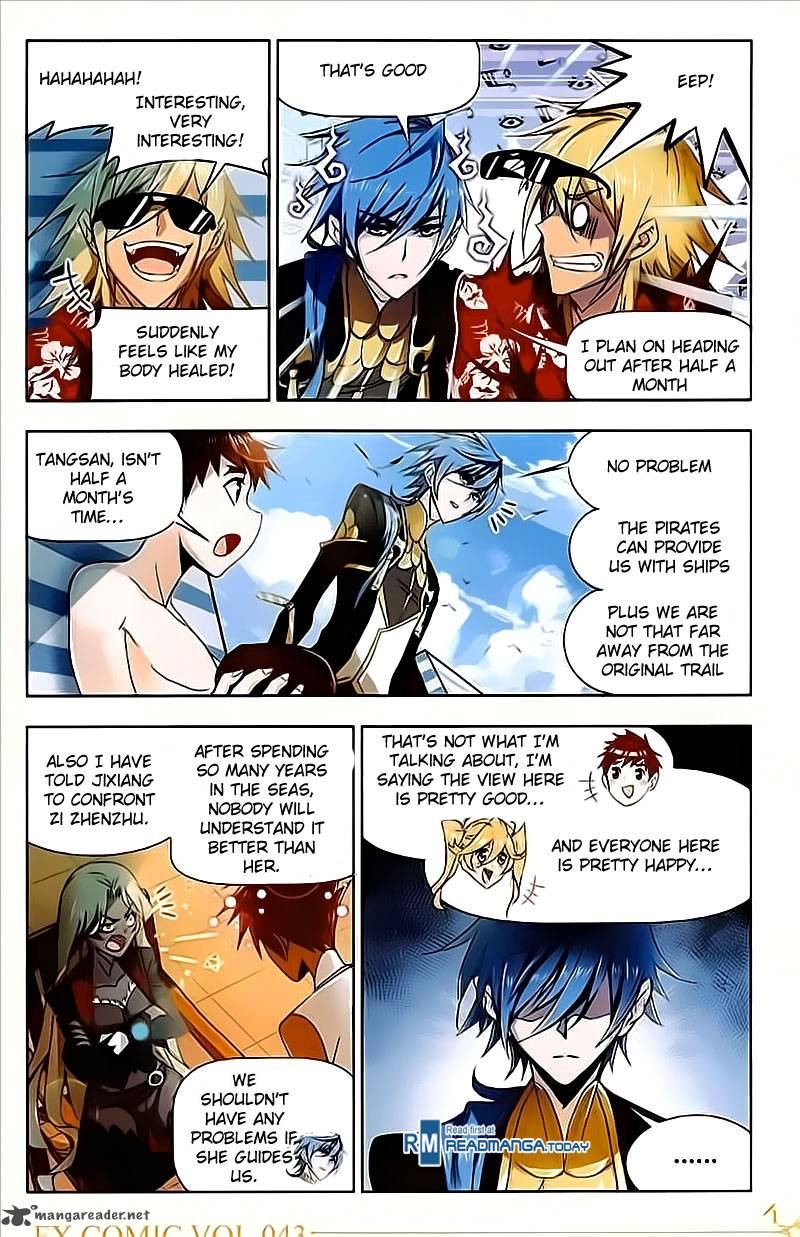 HAHAHAHAH!
INTERESTING,
VERY
INTERESTING!
SUDDENLY
FEELS LIKE MY
BODY HEALED!
THAT'S GOOD
EEP!
I PLAN ON HEADING
OUT AFTER HALF A
MONTH
TANGSAN, ISN'T
HALF A
MONTH'S
TIME...
NO PROBLEM
THE PIRATES
CAN PROVIDE
US WITH SHIPS
PLUS WE ARE
NOT THAT FAR
AWAY FROM THE
ORIGINAL TRAIL
ALSO I HAVE
TOLD JIXIANG
TO CONFRONT
ZI ZHENZHU.
AFTER SPENDING
SO MANY YEARS
IN THE SEAS,
NOBODY WILL
UNDERSTAND IT
BETTER THAN
HER.
WE
SHOULDN'T
HAVE ANY
PROBLEMS IF
SHE GUIDES
US.
THAT'S NOT WHAT I'M
TALKING ABOUT, I'M
SAYING THE VIEW HERE
IS PRETTY GOOD...
AND EVERYONE HERE
IS PRETTY HAPPY...
......
Read first at
RM READMANGA.TODAY
mangareader.net